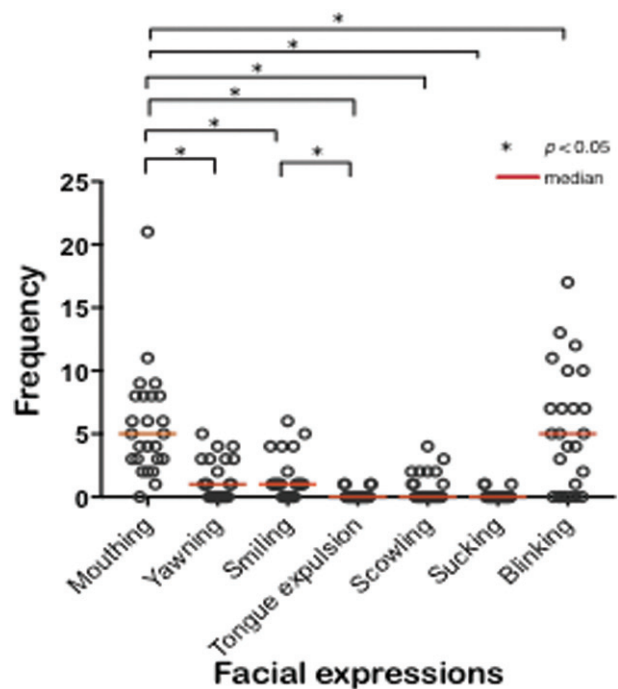 *
*
*
*
*
*
*
* p < 0.05
median
25
20
15
10
5
0
Frequency
Mouthing
Yawning
Smiling
Tongue expulsion
Scowling
Sucking
Blinking
Facial expressions